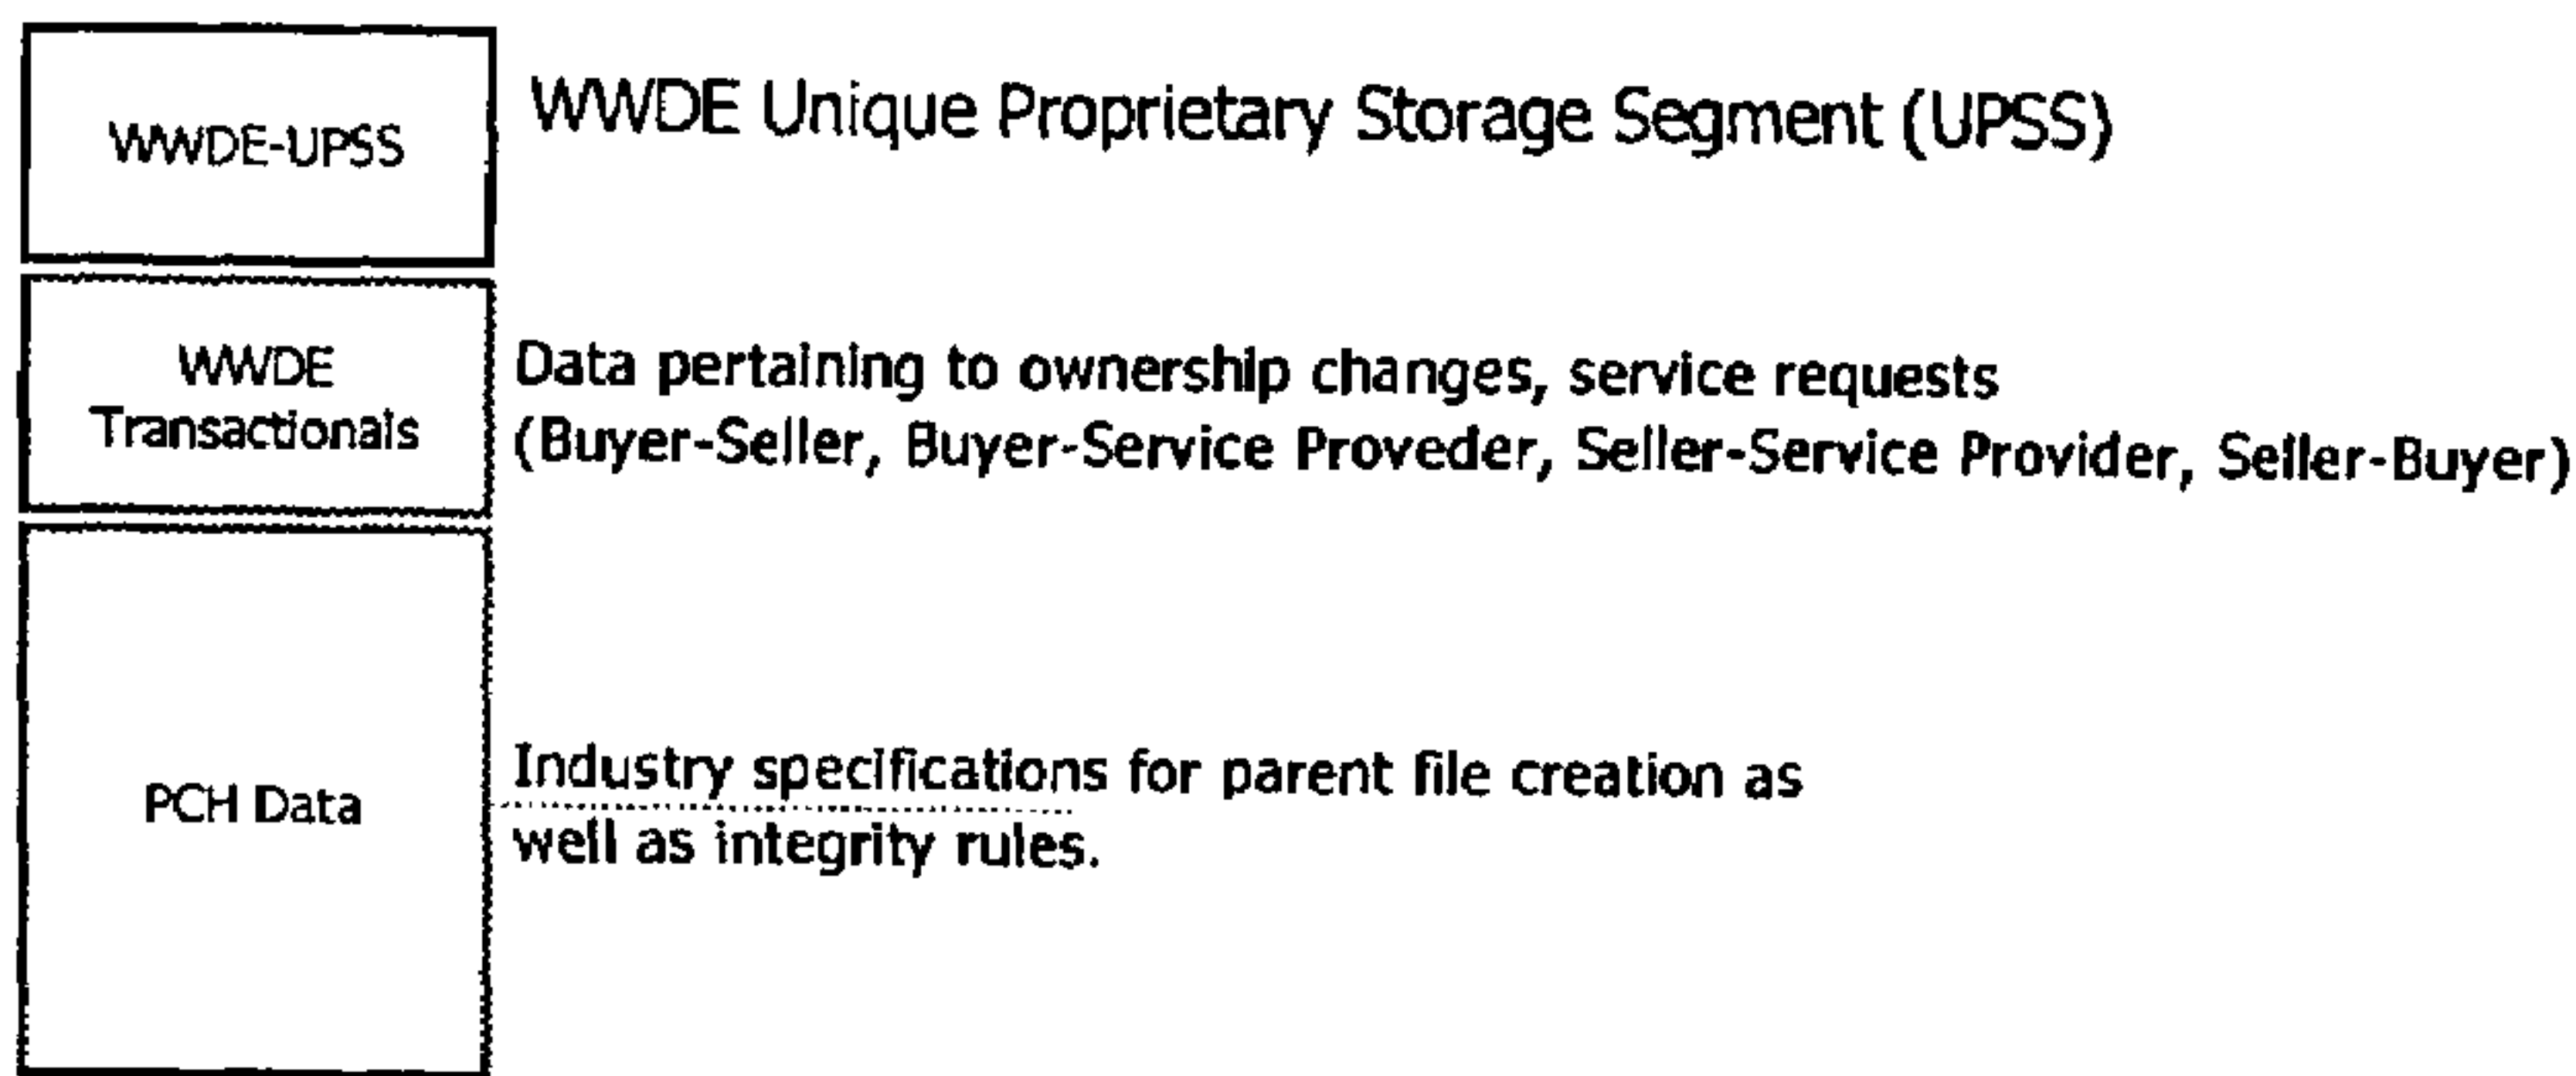 WWDE-UPSS
WWDE Unique Proprietary Storage Segment (UPSS)
WWDE
Transactionals
Data pertaining to ownership changes, service requests
(Buyer-Seller, Buyer-Service Proveder, Seller-Service Provider, Seller-Buyer)
PCH Data
Industry specifications for parent file creation as
well as integrity rules.